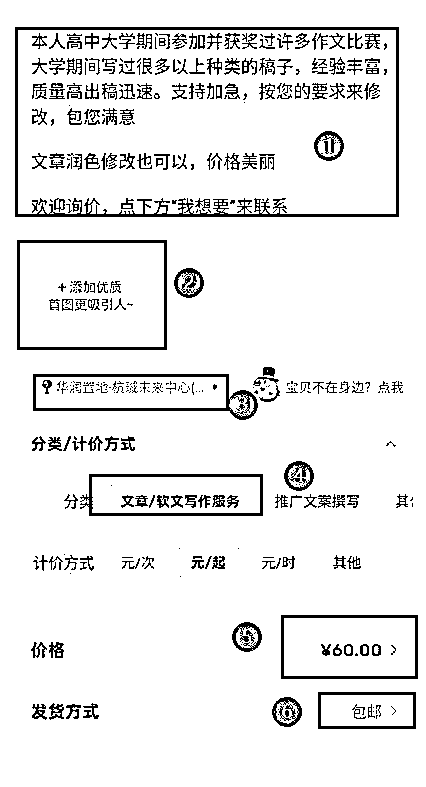 本人高中大学期间参加并获奖过许多作文比赛，
大学期间写过很多以上种类的稿子，经验丰富，
质量高出稿迅速。支持加急，按您的要求来修
改，包您满意
①
文章润色修改也可以，价格美丽
欢迎询价，点下方"我想要"来联系
+添加优质
首图更吸引人~
②
华润置地·杭城未来中心(...
宝贝不在身边？点我
③
分类/计价方式
④
分类 文章/软文写作服务 推广文案撰写
计价方式 元/次 元/起 元/时 其他
⑤
价格 ¥60.00 >
发货方式 ⑥ 包邮 >